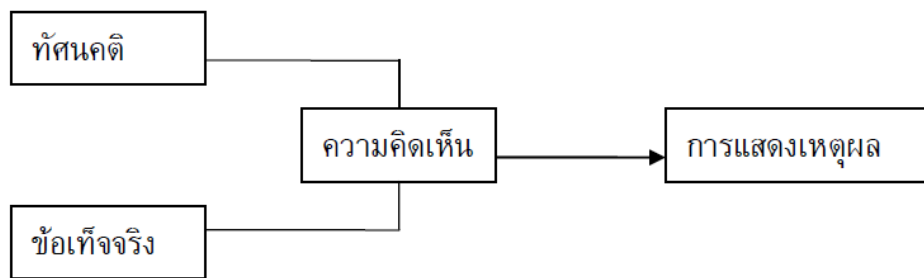 ทัศนคติ
ความคิดเห็น
การแสดงเหตุผล
ข้อเท็จจริง